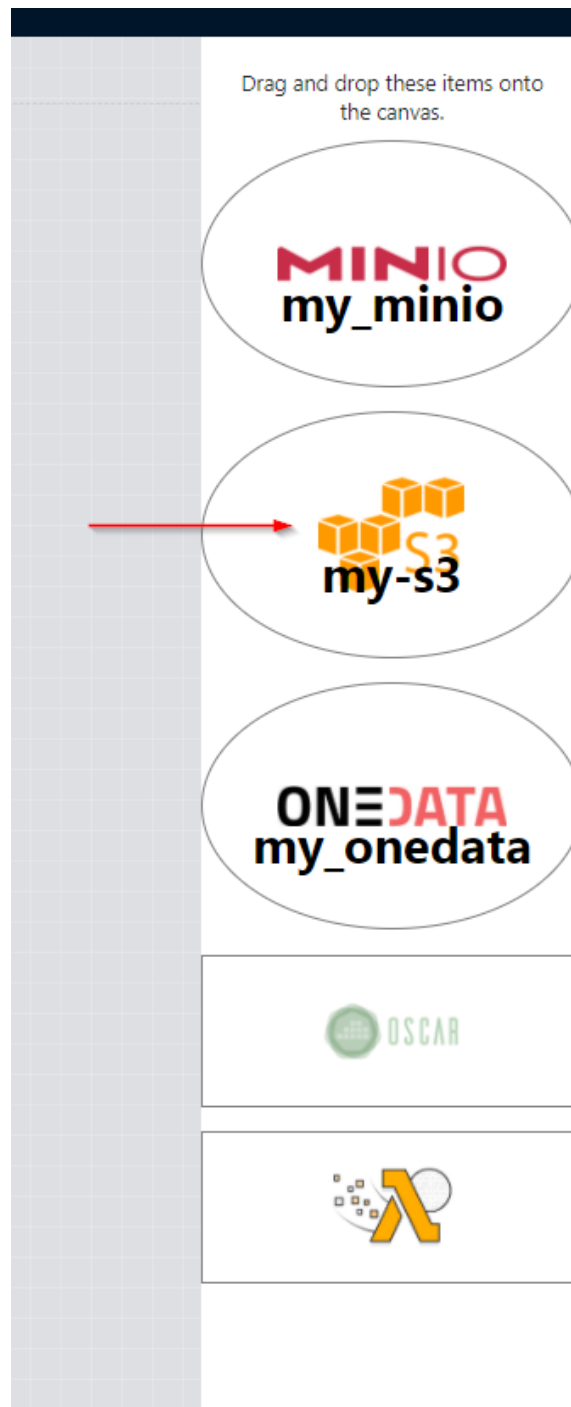 Drag and drop these items onto
the canvas.
MINIO
my_minio
S3
my-s3
ONEDATA
my_onedata
OSCAR